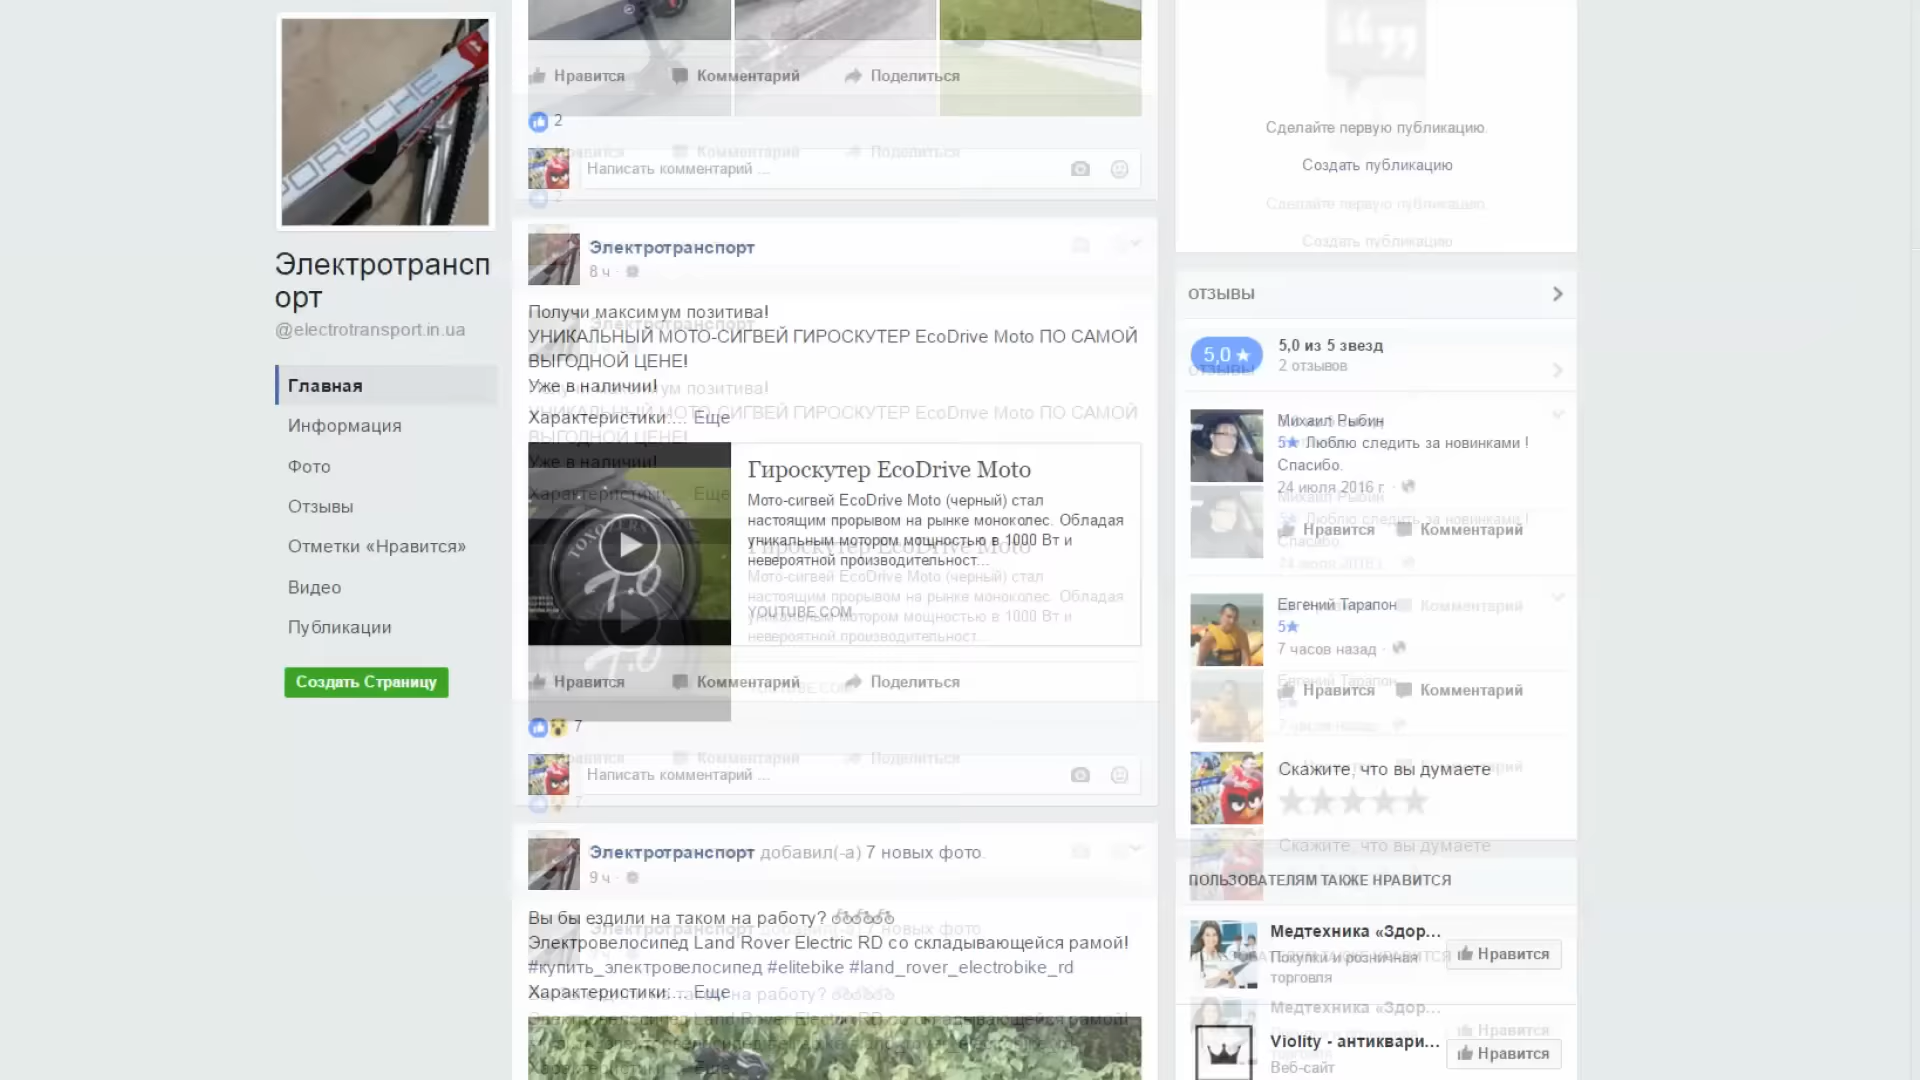 PORSCHE
Электротрансп
орт
@electrotransport.in.ua
Главная
Информация
Фото
Отзывы
Отметки «Нравится»
Видео
Публикации
Создать Страницу
Нравится Комментарий Поделиться
2
Написать комментарий ...
Электротранспорт
8 ч ·
Получи максимум позитива!
УНИКАЛЬНЫЙ МОТО-СИГВЕЙ ГИРОСКУТЕР EcoDrive Moto ПО САМОЙ
ВЫГОДНОЙ ЦЕНЕ!
Уже в наличии!
Характеристики:... Еще
Гироскутер EcoDrive Moto
Мото-сигвей EcoDrive Moto (черный) стал
настоящим прорывом на рынке моноколес. Обладая
уникальным мотором мощностью в 1000 Вт и
невероятной производительност...
YOUTUBE.COM
Нравится Комментарий Поделиться
7
Написать комментарий ...
Электротранспорт добавил(-а) 7 новых фото.
9 ч ·
Вы бы ездили на таком на работу?
Электровелосипед Land Rover Electric RD со складывающейся рамой!
#купить_электровелосипед #elitebike #land_rover_electrobike_rd
Характеристики:... Еще
Сделайте первую публикацию.
Создать публикацию
ОТЗЫВЫ
5,0 ★ 5,0 из 5 звезд
2 отзывов
Михаил Рыбин
5★ Люблю следить за новинками !
Спасибо.
24 июля 2016 г. ·
Нравится Комментарий
Евгений Тарапон
5★
7 часов назад ·
Нравится Комментарий
Скажите, что вы думаете
ПОЛЬЗОВАТЕЛЯМ ТАКЖЕ НРАВИТСЯ
Медтехника «Здор...
Покупки и розничная
торговля
Нравится
Violity - антиквари...
Веб-сайт
Нравится